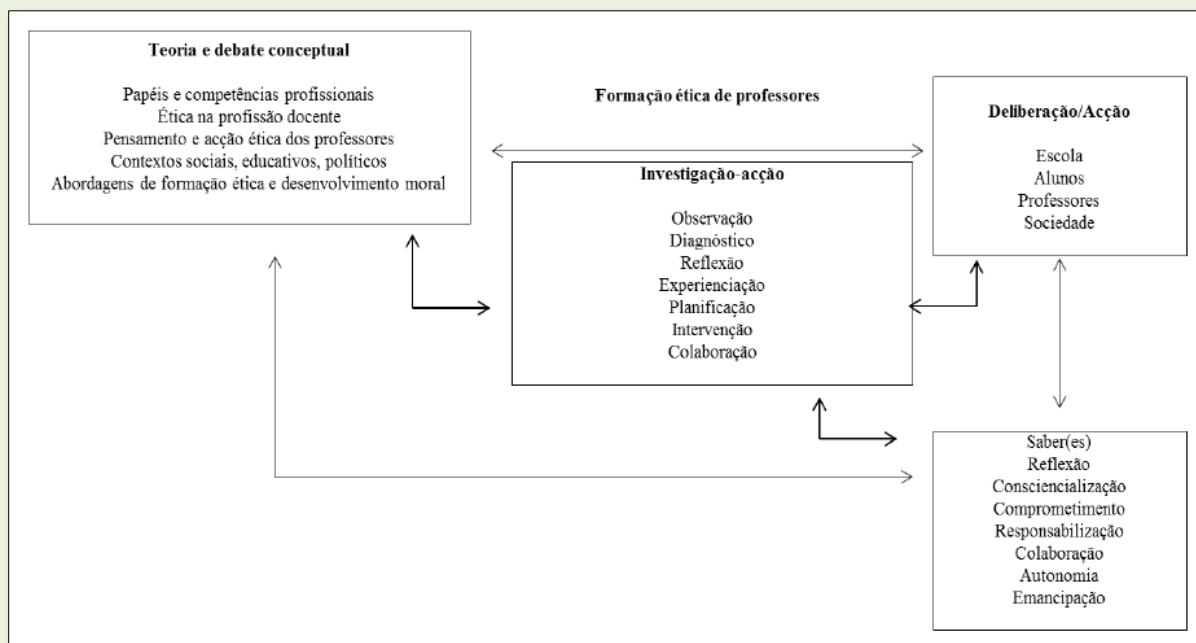 Teoria e debate conceptual
Papéis e competências profissionais
Ética na profissão docente
Pensamento e acção ética dos professores
Contextos sociais, educativos, políticos
Abordagens de formação ética e desenvolvimento moral
Formação ética de professores
Investigação-acção
Observação
Diagnóstico
Reflexão
Experienciação
Planificação
Intervenção
Colaboração
Deliberação/Acção
Escola
Alunos
Professores
Sociedade
Saber(es)
Reflexão
Consciencialização
Comprometimento
Responsabilização
Colaboração
Autonomia
Emancipação